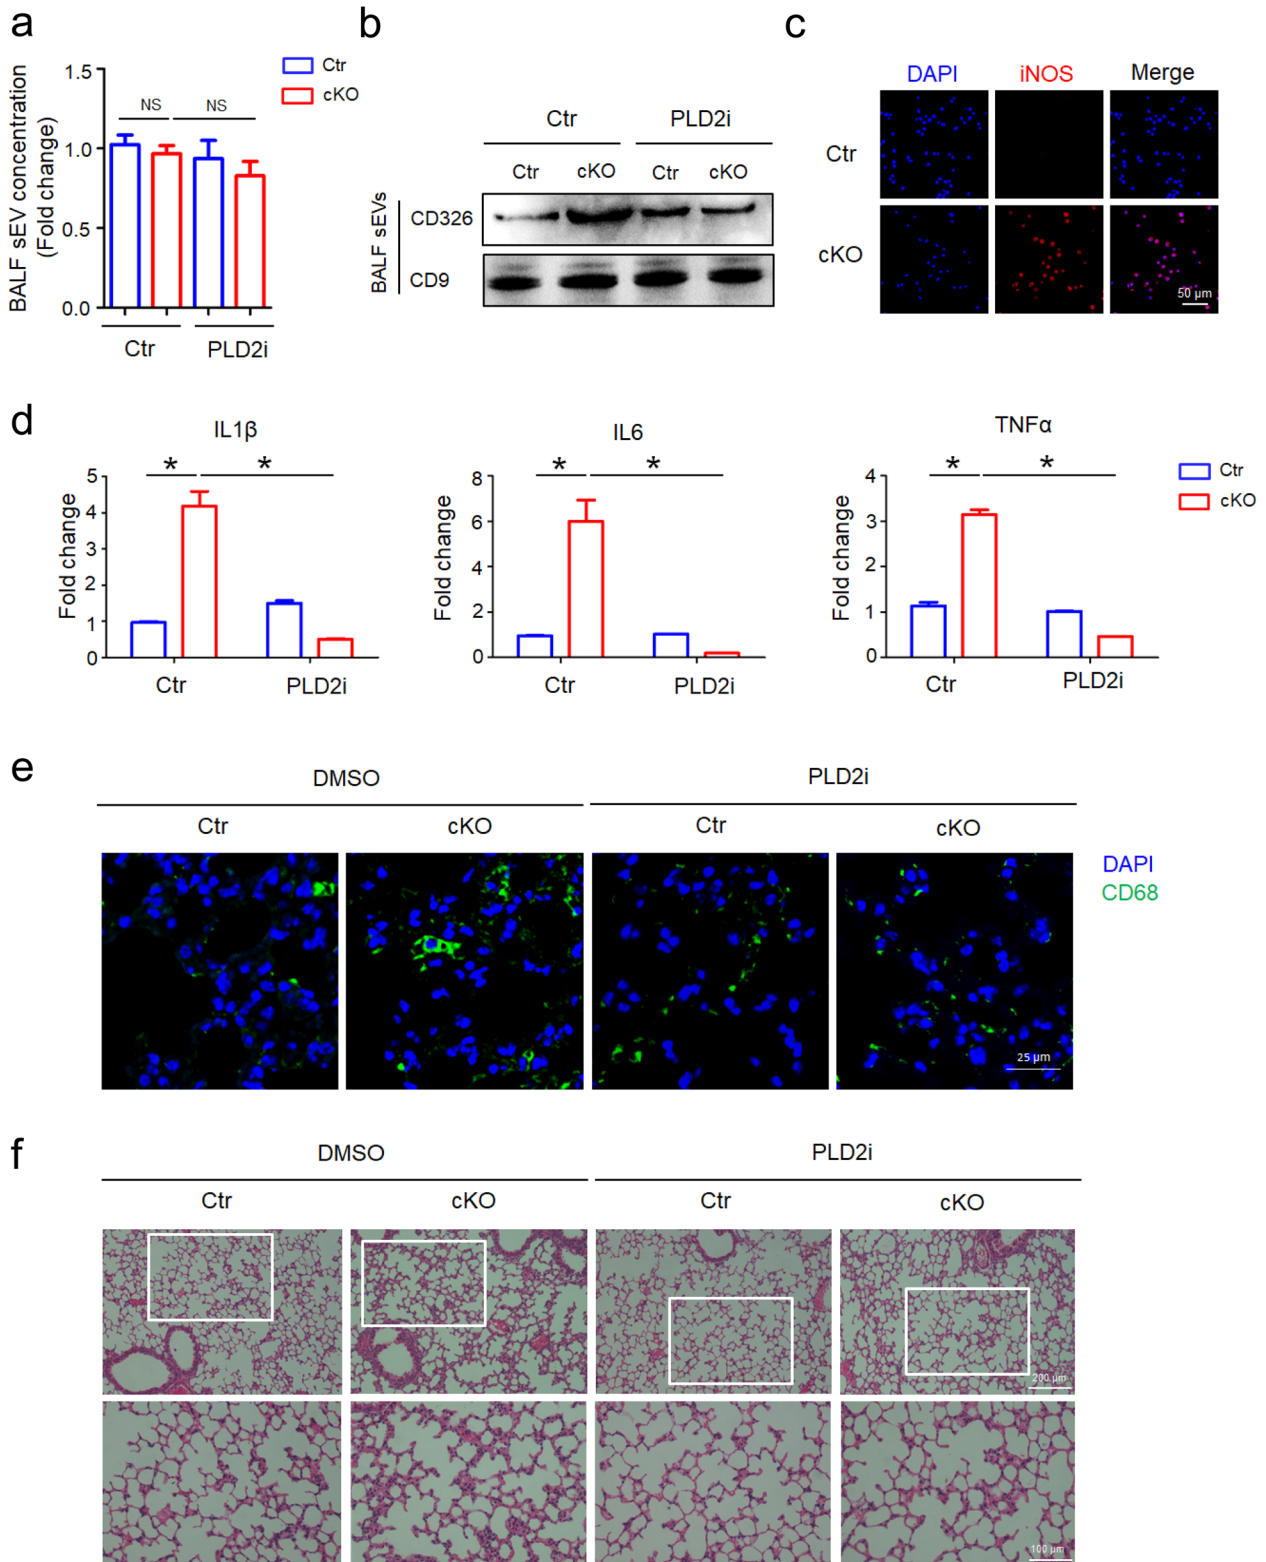 a
BALF sEV concentration
(Fold change)
1.5
1.0
0.5
0.0
NS
NS
Ctr
cKO
Ctr
PLD2i
b
Ctr
PLD2i
Ctr
cKO
Ctr
cKO
BALF sEVs
CD326
CD9
c
DAPI
iNOS
Merge
Ctr
cKO
50 μm
d
IL1β
Fold change
5
4
3
2
1
0
*
*
Ctr
PLD2i
IL6
Fold change
8
6
4
2
0
*
*
Ctr
PLD2i
TNFα
Fold change
4
3
2
1
0
*
*
Ctr
PLD2i
Ctr
cKO
e
DMSO
PLD2i
Ctr
cKO
Ctr
cKO
DAPI
CD68
25 μm
f
DMSO
PLD2i
Ctr
cKO
Ctr
cKO
200 μm
100 μm